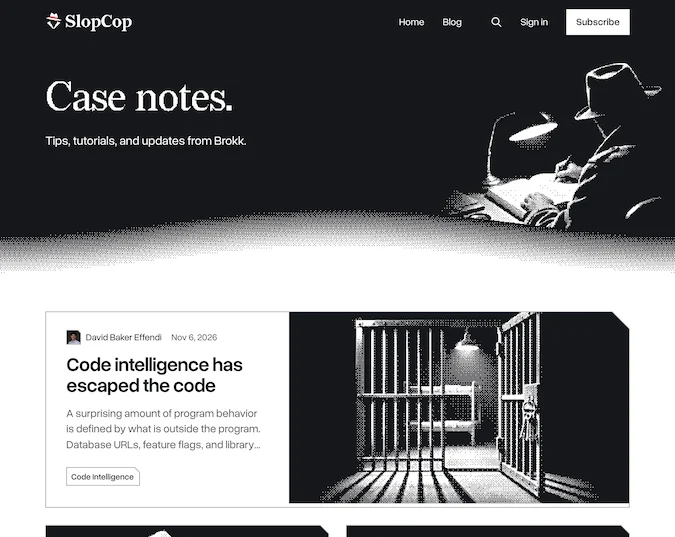 SlopCop
Home
Blog
Sign in
Subscribe
Case notes.
Tips, tutorials, and updates from Brokk.
David Baker Effendi Nov 6, 2026
Code intelligence has
escaped the code
A surprising amount of program behavior
is defined by what is outside the program.
Database URLs, feature flags, and library...
Code Intelligence